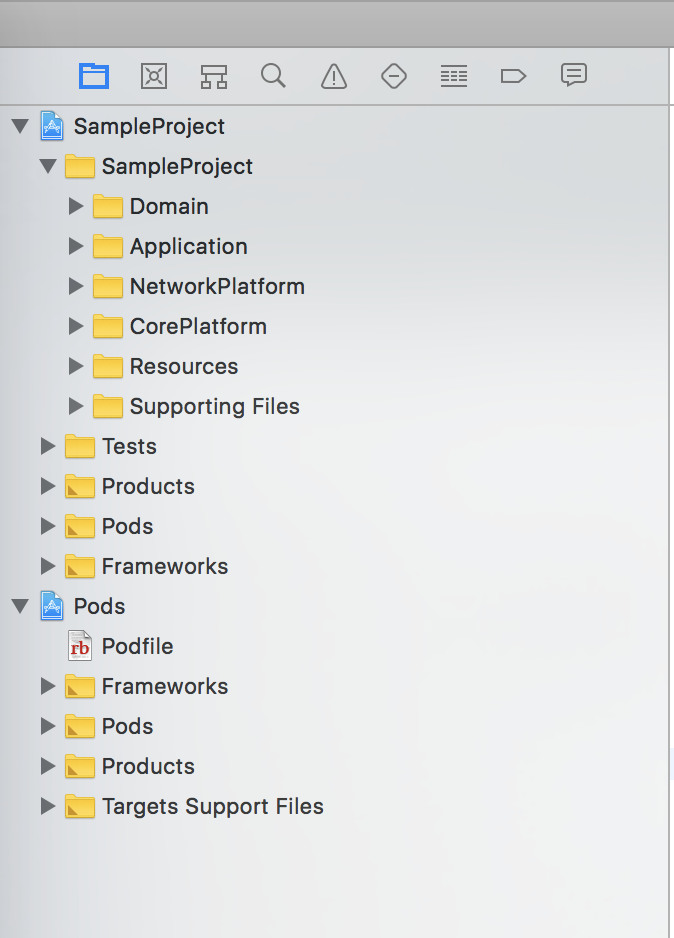 SampleProject
SampleProject
Domain
Application
NetworkPlatform
CorePlatform
Resources
Supporting Files
Tests
Products
Pods
Frameworks
Pods
rb Podfile
Frameworks
Pods
Products
Targets Support Files